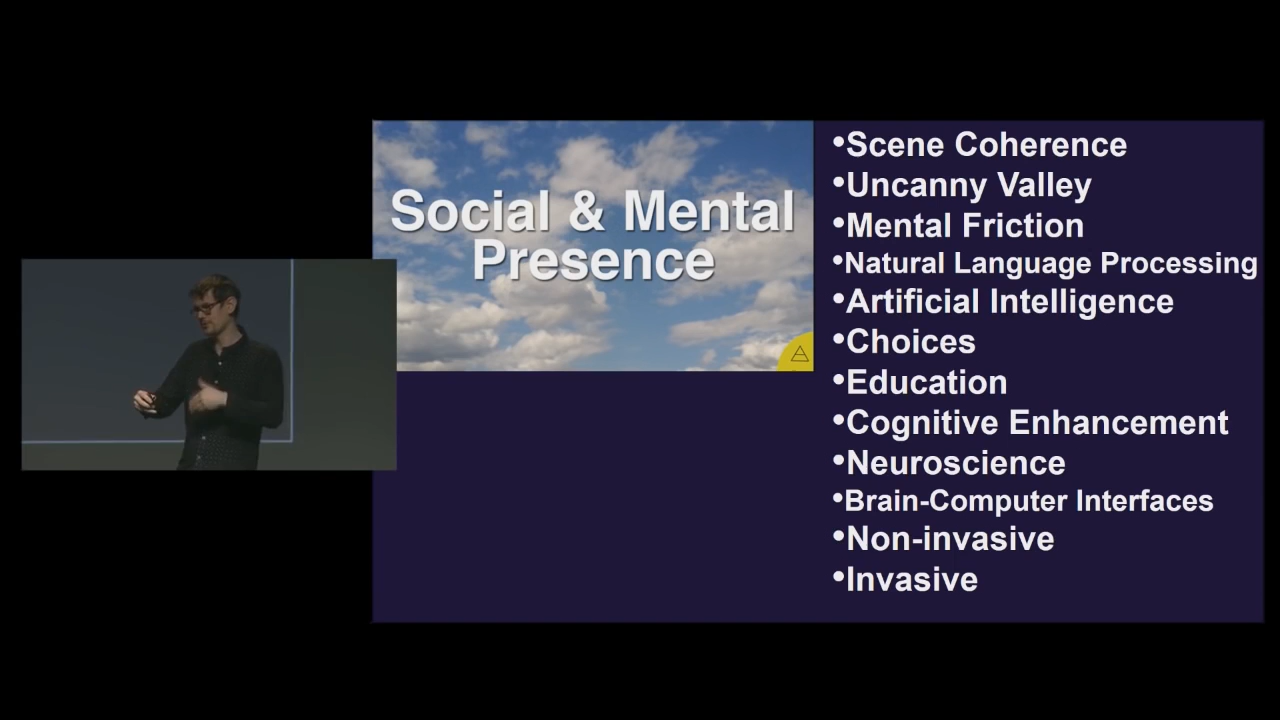 Social & Mental
Presence
•Scene Coherence
•Uncanny Valley
•Mental Friction
•Natural Language Processing
•Artificial Intelligence
•Choices
•Education
•Cognitive Enhancement
•Neuroscience
•Brain-Computer Interfaces
•Non-invasive
•Invasive